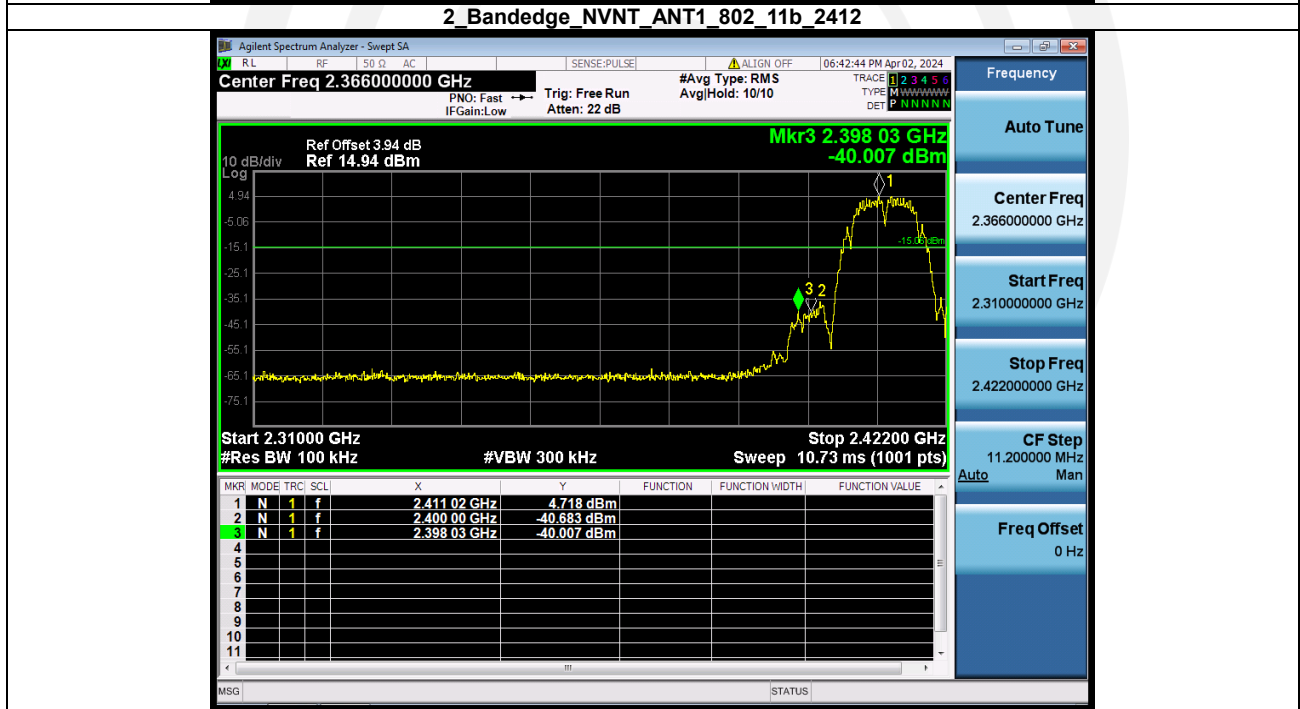 2_Bandedge_NVNT_ANT1_802_11b_2412
Agilent Spectrum Analyzer - Swept SA
LXI RL RF 50 Ω AC SENSE:PULSE ALIGN OFF 06:42:44 PM Apr 02, 2024
Center Freq 2.366000000 GHz
PNO: Fast
IFGain:Low
Trig: Free Run
Atten: 22 dB
#Avg Type: RMS
Avg|Hold: 10/10
TRACE 1 2 3 4 5 6
TYPE M WWWWW
DET P N N N N N
Frequency
Auto Tune
Center Freq
2.366000000 GHz
Start Freq
2.310000000 GHz
Stop Freq
2.422000000 GHz
CF Step
11.200000 MHz
Auto Man
Freq Offset
0 Hz
Mkr3 2.398 03 GHz
-40.007 dBm
Ref Offset 3.94 dB
10 dB/div Ref 14.94 dBm
Log
4.94
-5.06
-15.1
-25.1
-35.1
-45.1
-55.1
-65.1
-75.1
1
-15.06 dBm
3 2
Start 2.31000 GHz Stop 2.42200 GHz
#Res BW 100 kHz #VBW 300 kHz Sweep 10.73 ms (1001 pts)
MKR MODE TRC SCL X Y FUNCTION FUNCTION WIDTH FUNCTION VALUE
1 N 1 f 2.411 02 GHz 4.718 dBm
2 N 1 f 2.400 00 GHz -40.683 dBm
3 N 1 f 2.398 03 GHz -40.007 dBm
4
5
6
7
8
9
10
11
MSG STATUS